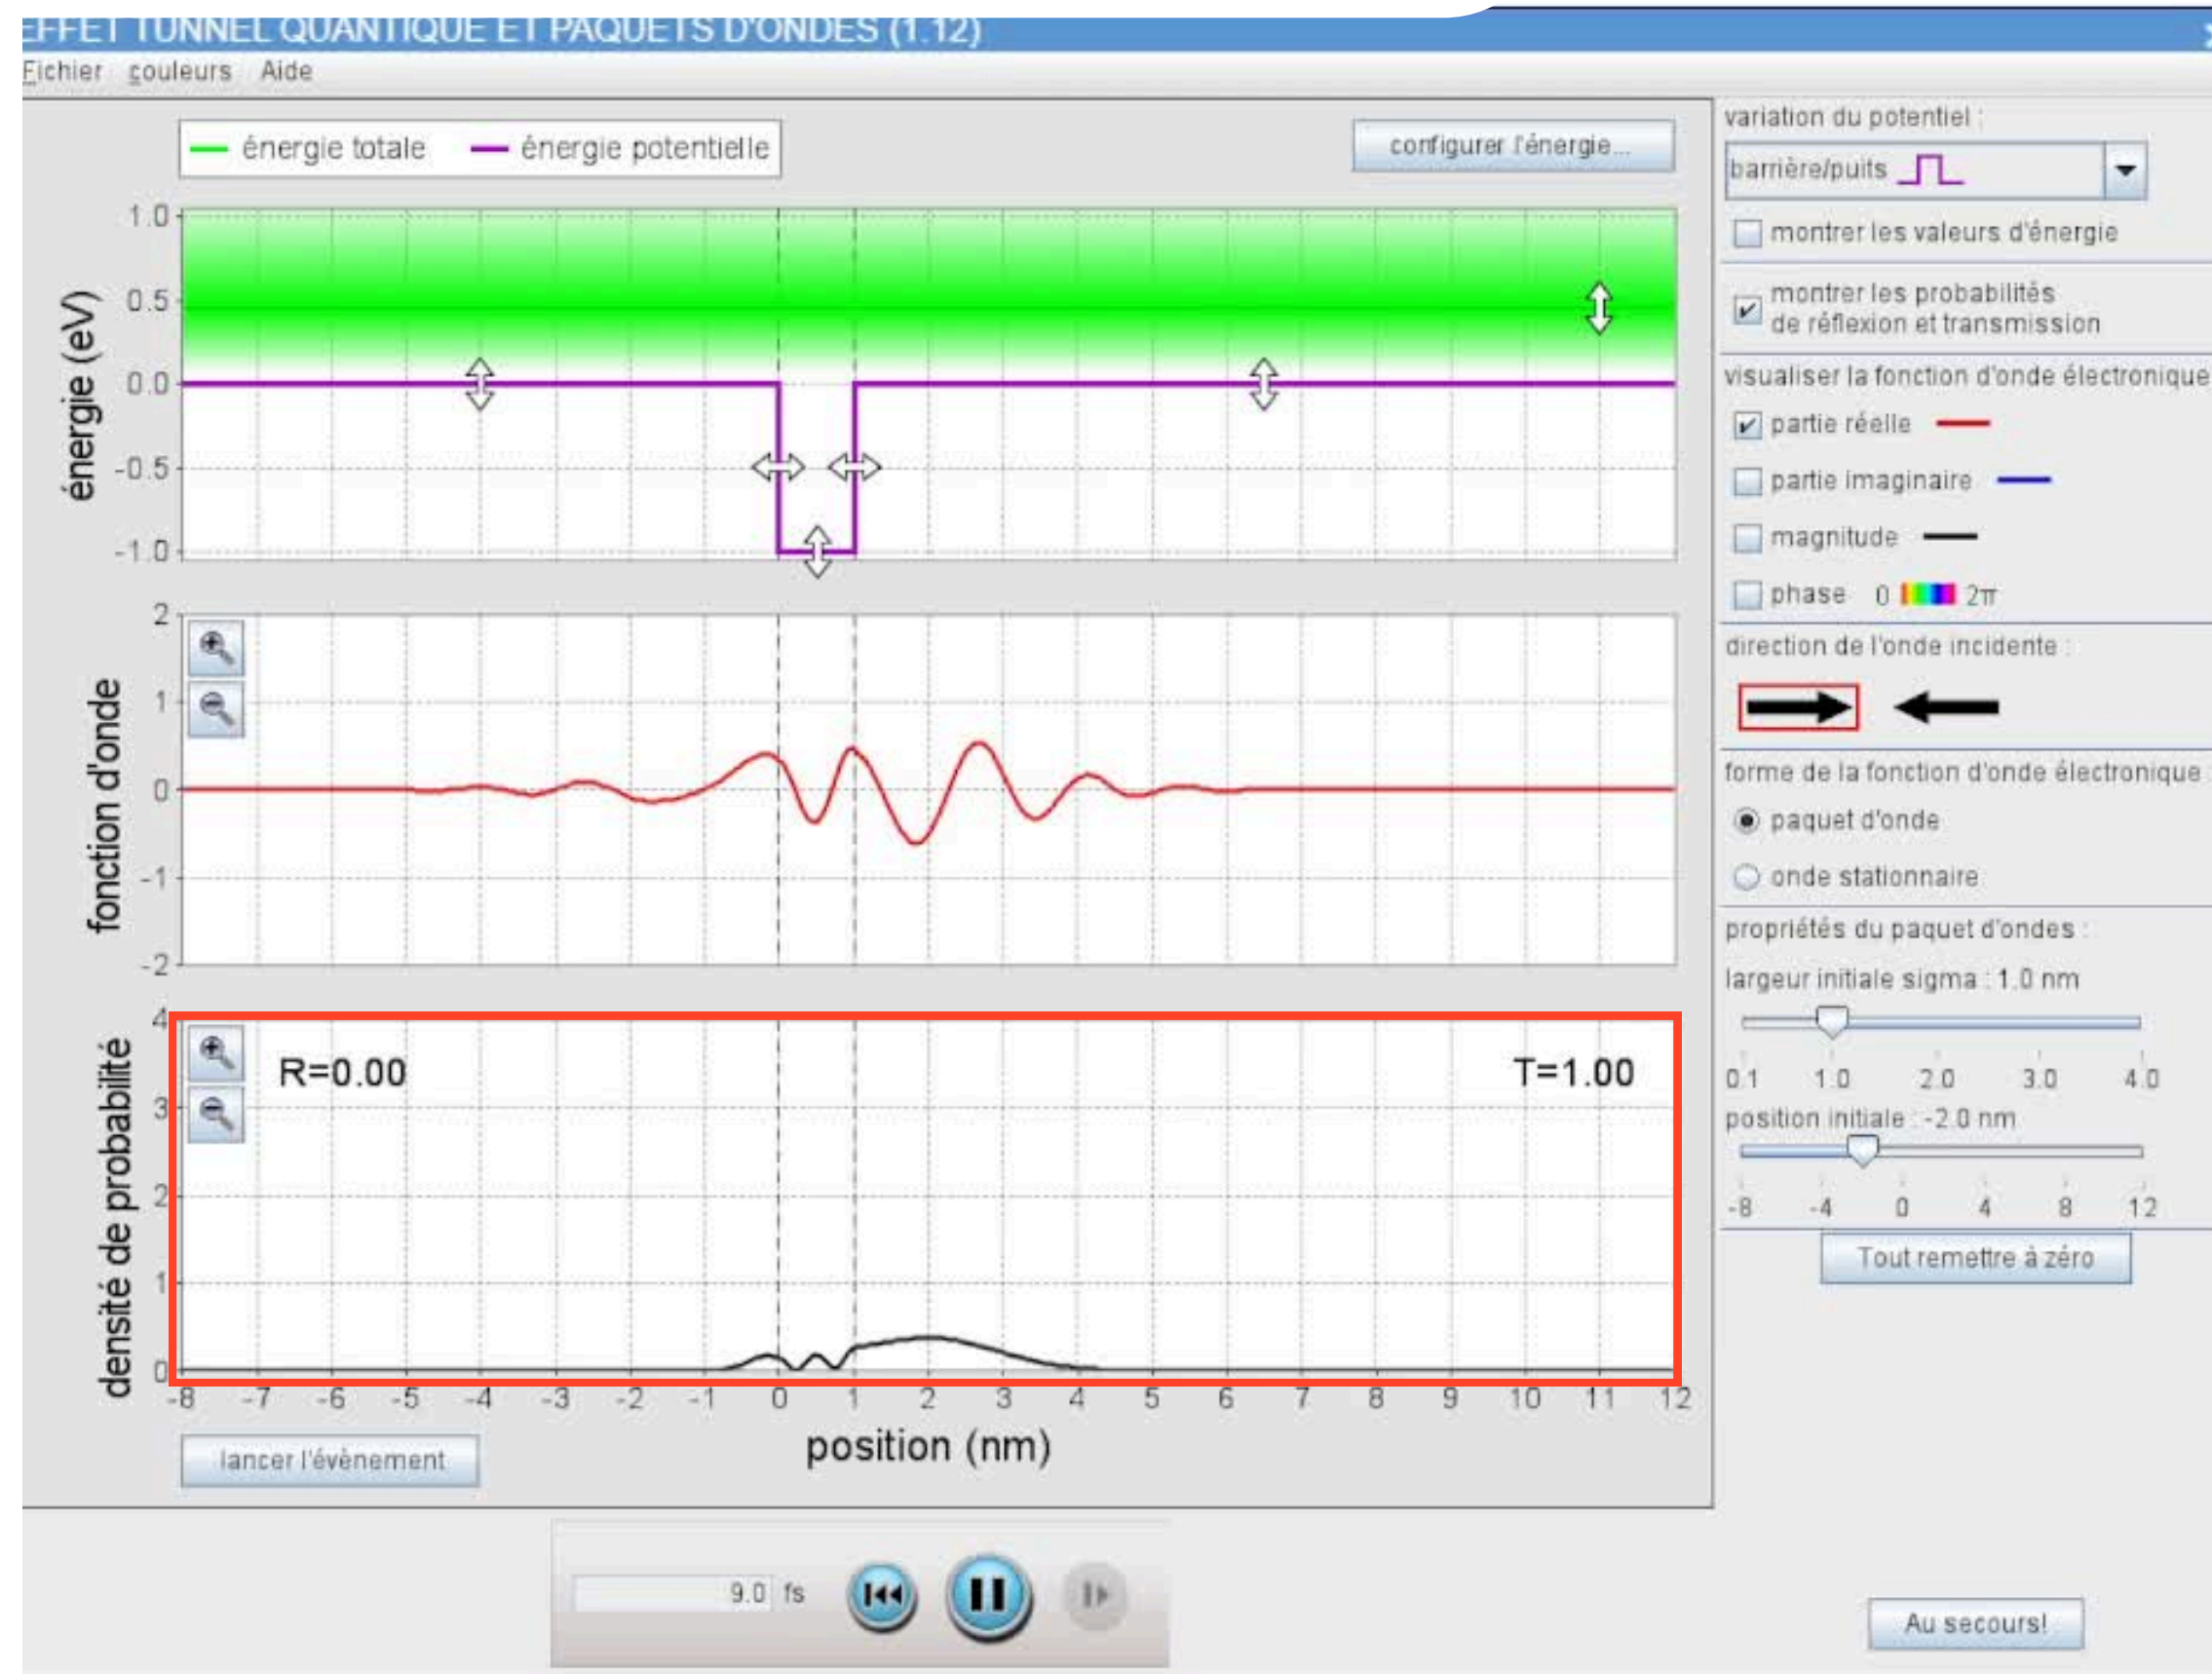 EFFET TUNNEL QUANTIQUE ET PAQUETS D'ONDES (1.12)
Fichier couleurs Aide
énergie totale énergie potentielle
configurer l'énergie...
énergie (eV)
1.0
0.5
0.0
-0.5
-1.0
fonction d'onde
2
1
0
-1
-2
densité de probabilité
4
3
2
1
0
R=0.00
T=1.00
-8 -7 -6 -5 -4 -3 -2 -1 0 1 2 3 4 5 6 7 8 9 10 11 12
position (nm)
lancer l'évènement
9.0 fs
variation du potentiel :
barrière/puits
montrer les valeurs d'énergie
montrer les probabilités
de réflexion et transmission
visualiser la fonction d'onde électronique
partie réelle
partie imaginaire
magnitude
phase 0 2π
direction de l'onde incidente :
forme de la fonction d'onde électronique
paquet d'onde
onde stationnaire
propriétés du paquet d'ondes :
largeur initiale sigma : 1.0 nm
0.1 1.0 2.0 3.0 4.0
position initiale : -2.0 nm
-8 -4 0 4 8 12
Tout remettre à zéro
Au secours!